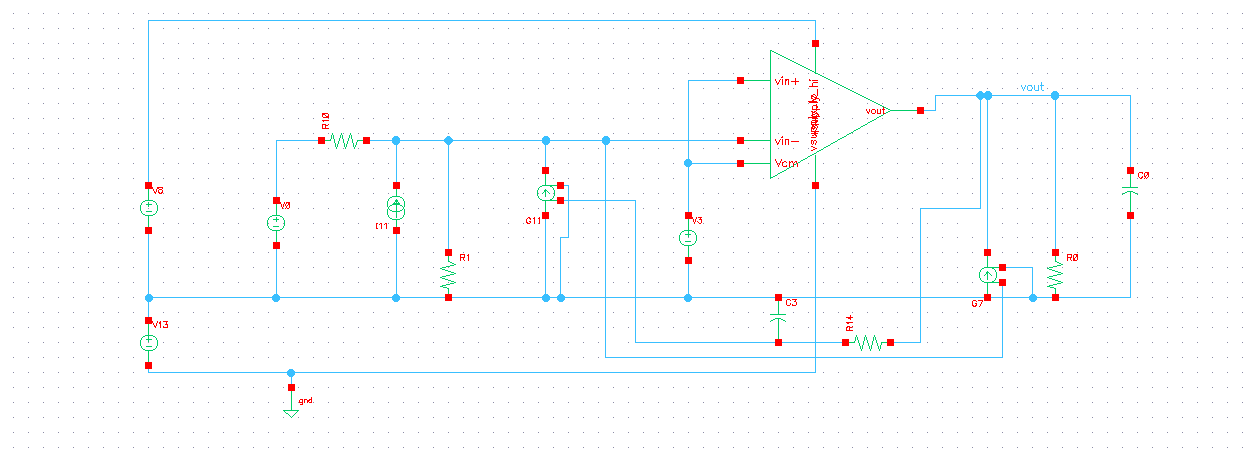 vout
vin+
R10
vout
vin-
Vcm
C0
V8
V0
I11
G11
V3
R1
R0
C3
G7
V13
R14
gnd